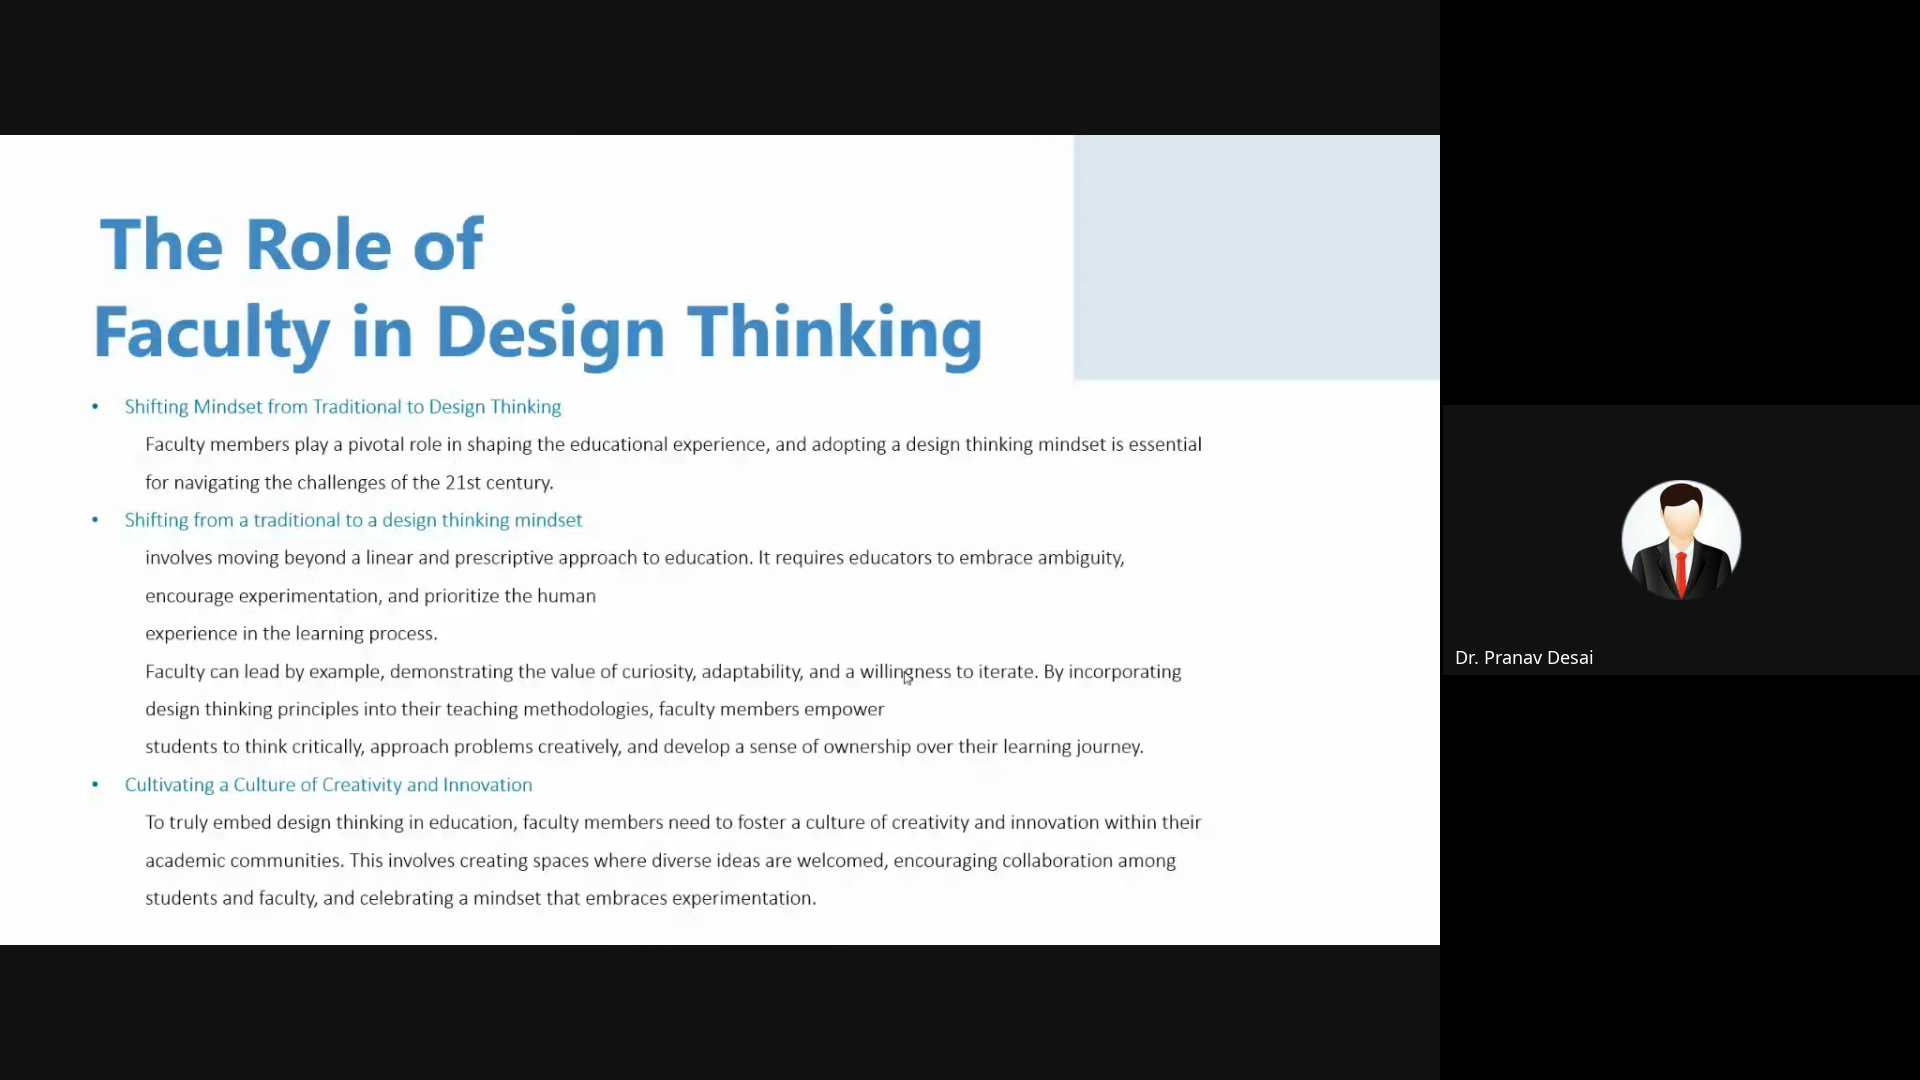 The Role of
Faculty in Design Thinking
• Shifting Mindset from Traditional to Design Thinking
Faculty members play a pivotal role in shaping the educational experience, and adopting a design thinking mindset is essential
for navigating the challenges of the 21st century.
• Shifting from a traditional to a design thinking mindset
involves moving beyond a linear and prescriptive approach to education. It requires educators to embrace ambiguity,
encourage experimentation, and prioritize the human
experience in the learning process.
Faculty can lead by example, demonstrating the value of curiosity, adaptability, and a willingness to iterate. By incorporating
design thinking principles into their teaching methodologies, faculty members empower
students to think critically, approach problems creatively, and develop a sense of ownership over their learning journey.
• Cultivating a Culture of Creativity and Innovation
To truly embed design thinking in education, faculty members need to foster a culture of creativity and innovation within their
academic communities. This involves creating spaces where diverse ideas are welcomed, encouraging collaboration among
students and faculty, and celebrating a mindset that embraces experimentation.
Dr. Pranav Desai